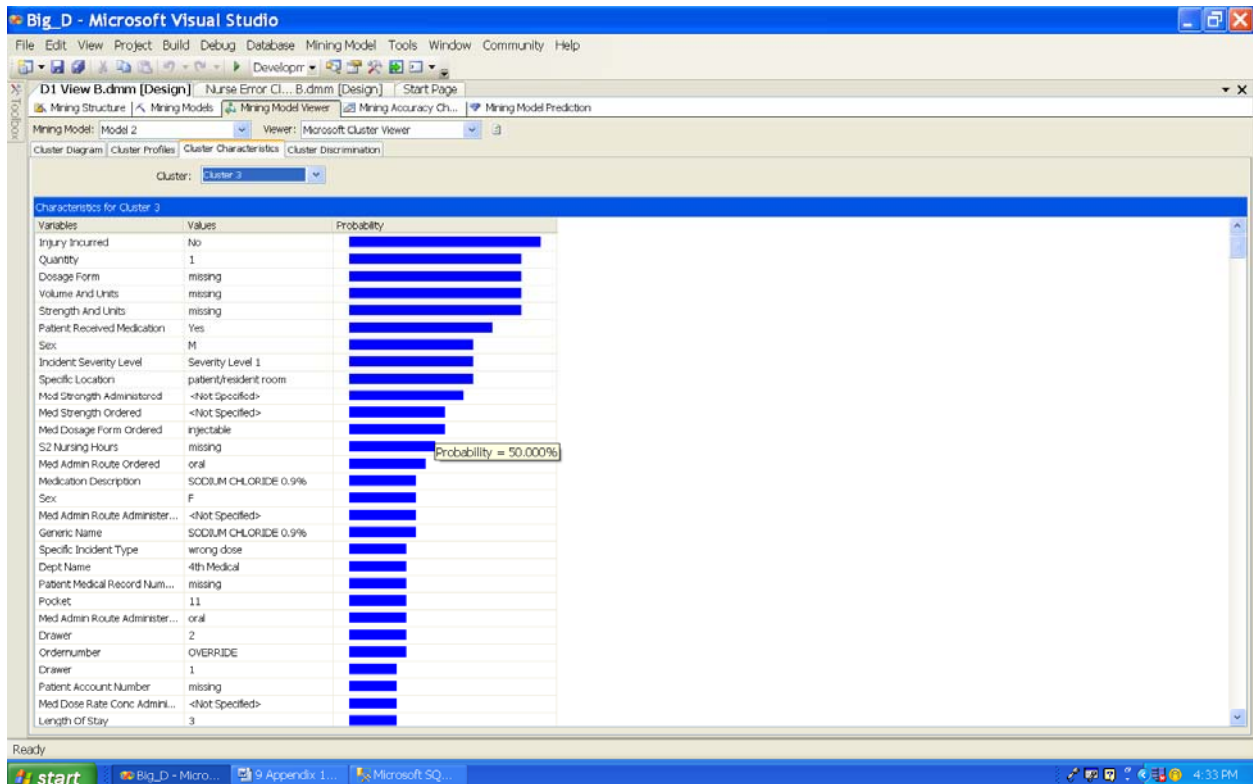 Big_D - Microsoft Visual Studio
File Edit View Project Build Debug Database Mining Model Tools Window Community Help
Developm
D1 View B.dmm [Design] Nurse Error Cl... B.dmm [Design] Start Page
Toolbox
Mining Structure Mining Models Mining Model Viewer Mining Accuracy Ch... Mining Model Prediction
Mining Model: Model 2 Viewer: Microsoft Cluster Viewer
Cluster Diagram Cluster Profiles Cluster Characteristics Cluster Discrimination
Cluster: Cluster 3
Characteristics for Cluster 3
Variables Values Probability
Injury Incurred No
Quantity 1
Dosage Form missing
Volume And Units missing
Strength And Units missing
Patient Received Medication Yes
Sex M
Incident Severity Level Severity Level 1
Specific Location patient/resident room
Med Strength Administered <Not Specified>
Med Strength Ordered <Not Specified>
Med Dosage Form Ordered injectable
S2 Nursing Hours missing
Probability = 50.000%
Med Admin Route Ordered oral
Medication Description SODIUM CHLORIDE 0.9%
Sex F
Med Admin Route Administer... <Not Specified>
Generic Name SODIUM CHLORIDE 0.9%
Specific Incident Type wrong dose
Dept Name 4th Medical
Patient Medical Record Num... missing
Pocket 11
Med Admin Route Administer... oral
Drawer 2
Ordernumber OVERRIDE
Drawer 1
Patient Account Number missing
Med Dose Rate Conc Admini... <Not Specified>
Length Of Stay 3
Ready
start Big_D - Micro... 9 Appendix 1... Microsoft SQ... 4:33 PM